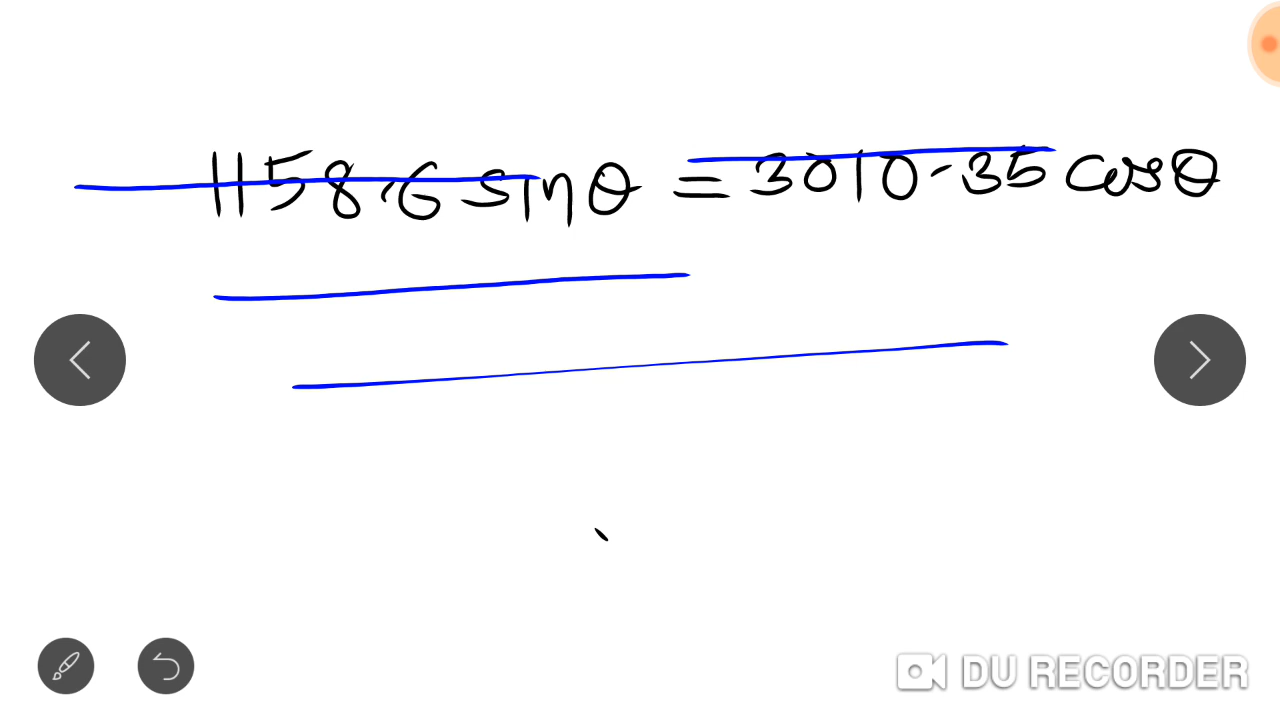 1158.6 sinθ = 3010.35 cosθ
DU RECORDER